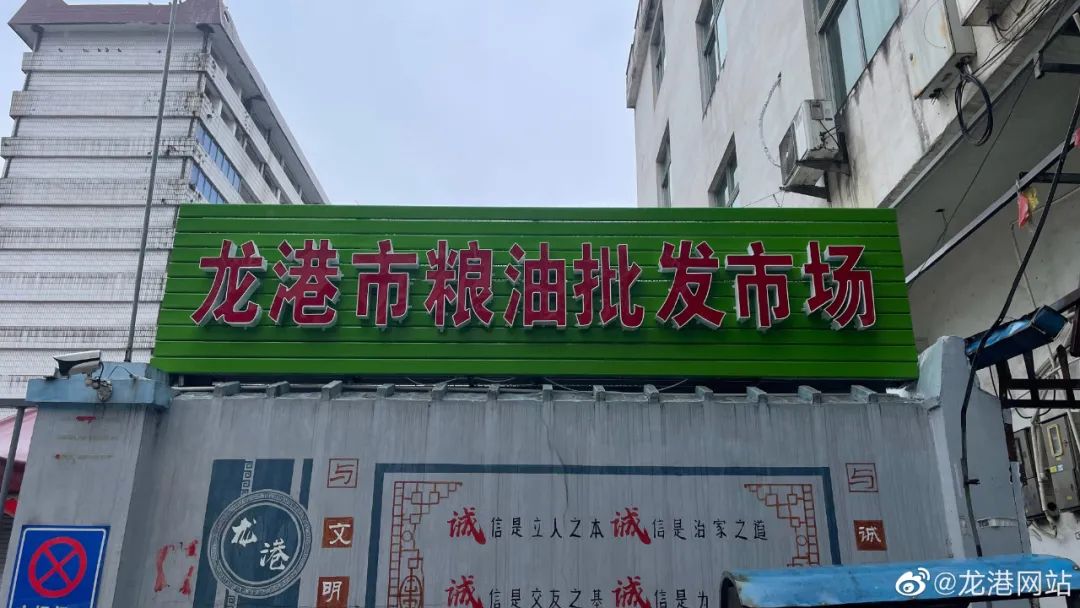 龙港市粮油批发市场
龙港
与
文
明
诚信是立人之本 诚信是治家之道
诚信是交友之基 诚信是为
与
诚
@龙港网站